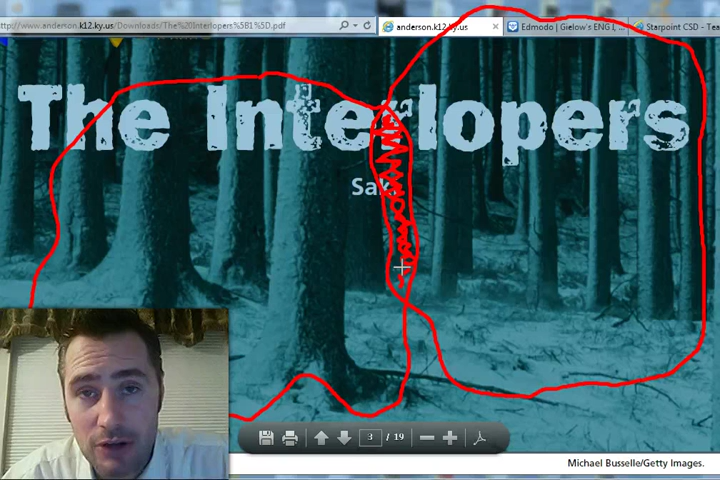 http://www.anderson.k12.ky.us/Downloads/The%20Interlopers%5B1%5D.pdf
anderson.k12.ky.us
Edmodo | Gielow's ENG I, ...
Starpoint CSD - Tea
The Interlopers
Saki
3 / 19
Michael Busselle/Getty Images.